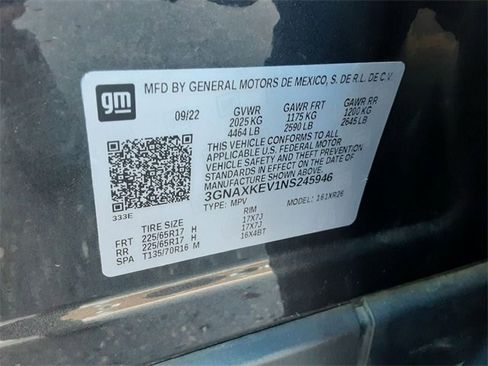 gm
MFD BY GENERAL MOTORS DE MEXICO, S. DE R.L. DE C.V.
09/22 GVWR GAWR FRT GAWR RR
2025 KG 1175 KG 1200 KG
4464 LB 2590 LB 2645 LB
THIS VEHICLE CONFORMS TO ALL
APPLICABLE U.S. FEDERAL MOTOR
VEHICLE SAFETY AND THEFT PREVENTION
STANDARDS IN EFFECT ON THE DATE OF
MANUFACTURE SHOWN ABOVE.
3GNAXKEV1NS245946
TYPE: MPV MODEL: 1G1XR26
333E
TIRE SIZE RIM
FRT 225/65R17 H 17X7J
RR 225/65R17 H 17X7J
SPA T135/70R16 M 16X4BT